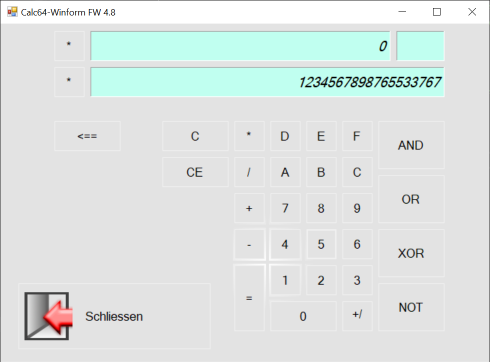 Calc64-Winform FW 4.8
* 0
* 1234567898765533767
<== C * D E F AND
CE / A B C
+ 7 8 9 OR
- 4 5 6 XOR
= 1 2 3
0 +/ NOT
Schliessen